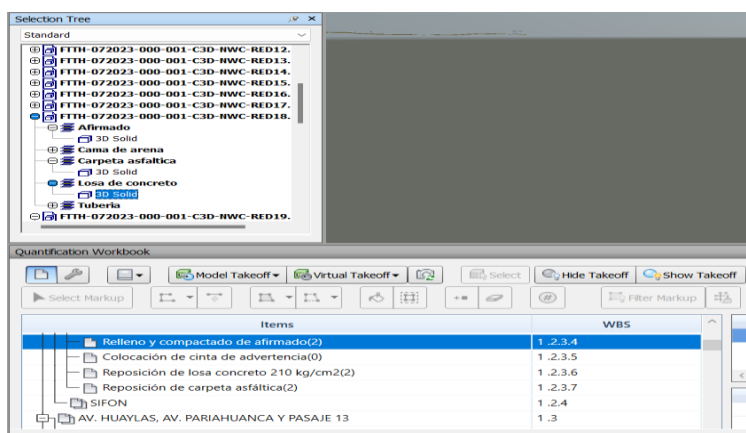 Selection Tree
Standard
FTTH-072023-000-001-C3D-NWC-RED12.
FTTH-072023-000-001-C3D-NWC-RED13.
FTTH-072023-000-001-C3D-NWC-RED14.
FTTH-072023-000-001-C3D-NWC-RED15.
FTTH-072023-000-001-C3D-NWC-RED16.
FTTH-072023-000-001-C3D-NWC-RED17.
FTTH-072023-000-001-C3D-NWC-RED18.
Afirmado
3D Solid
Cama de arena
Carpeta asfaltica
3D Solid
Losa de concreto
3D Solid
Tuberia
FTTH-072023-000-001-C3D-NWC-RED19.
Quantification Workbook
Model Takeoff Virtual Takeoff Select Hide Takeoff Show Takeoff
Select Markup Filter Markup
Items WBS
Relleno y compactado de afirmado(2) 1 .2.3.4
Colocación de cinta de advertencia(0) 1 .2.3.5
Reposición de losa concreto 210 kg/cm2(2) 1 .2.3.6
Reposición de carpeta asfáltica(2) 1 .2.3.7
SIFON 1 .2.4
AV. HUAYLAS, AV. PARIAHUANCA Y PASAJE 13 1 .3